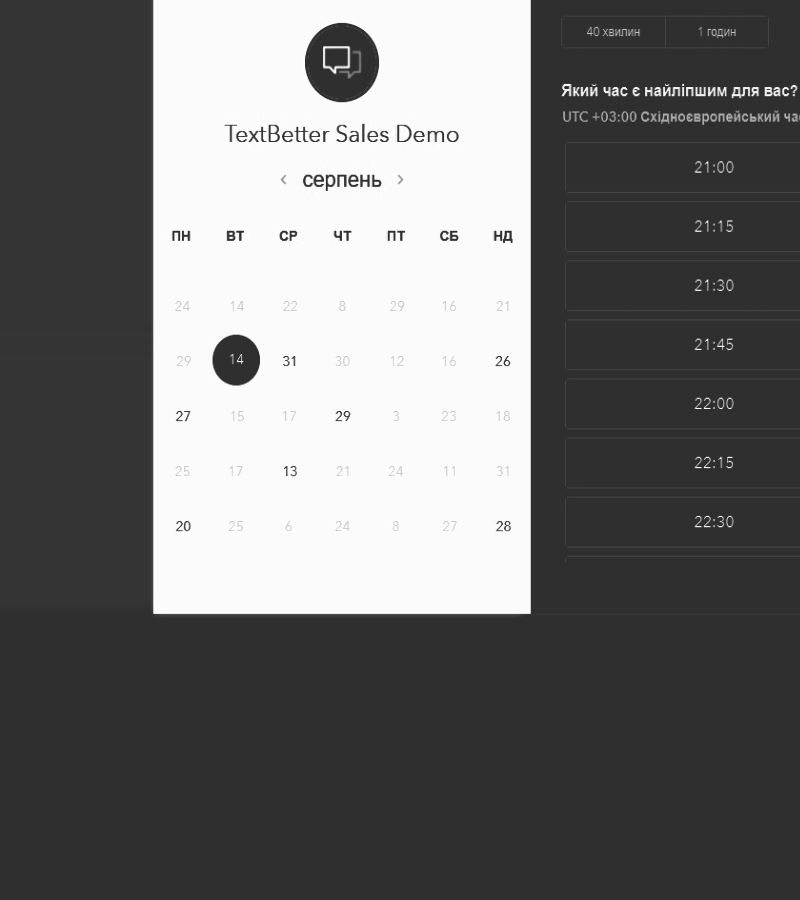 TextBetter Sales Demo
серпень
ПН ВТ СР ЧТ ПТ СБ НД
24 14 22 8 29 16 21
29 14 31 30 12 16 26
27 15 17 29 3 23 18
25 17 13 21 24 11 31
20 25 6 24 8 27 28
40 хвилин 1 годин
Який час є найліпшим для вас?
UTC +03:00 Східноєвропейський
21:00
21:15
21:30
21:45
22:00
22:15
22:30